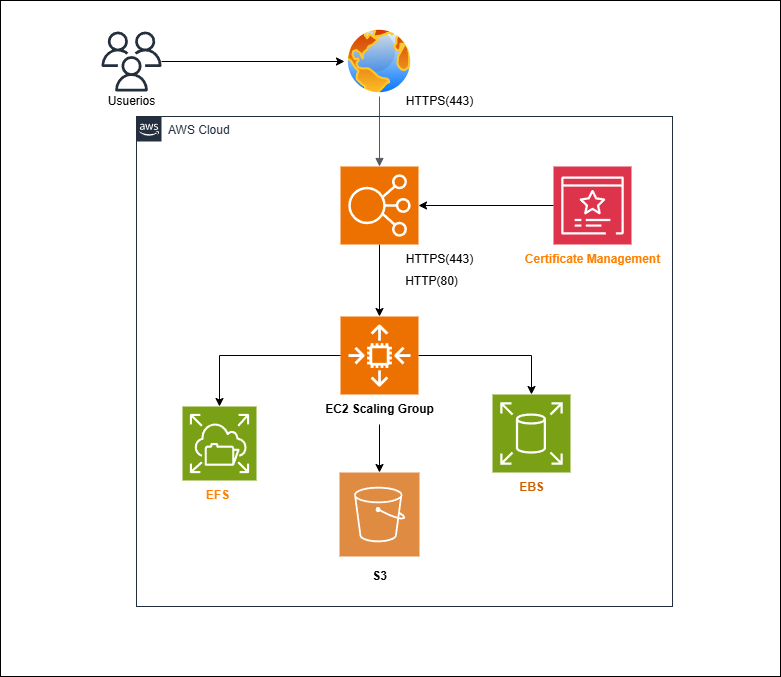 Usuerios
HTTPS(443)
aws
AWS Cloud
HTTPS(443)
HTTP(80)
Certificate Management
EC2 Scaling Group
EFS
EBS
S3